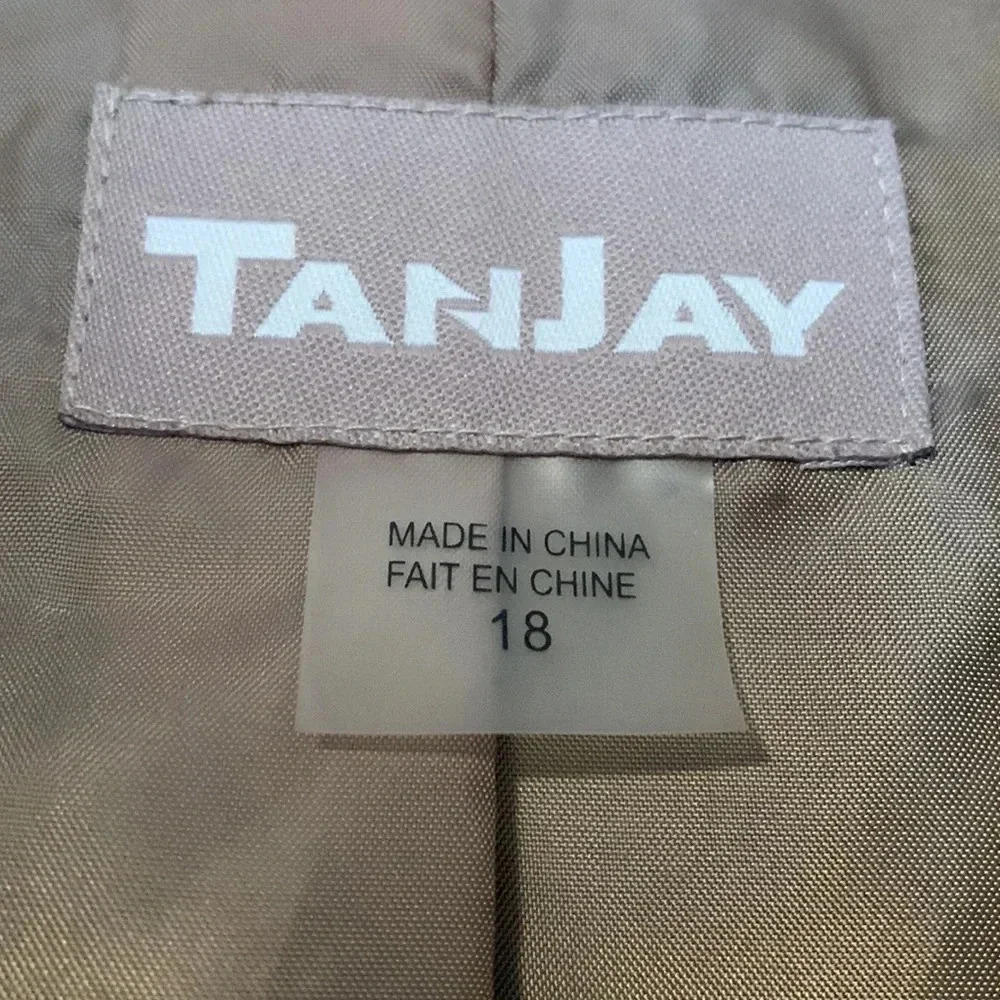 TANJAY
MADE IN CHINA
FAIT EN CHINE
18